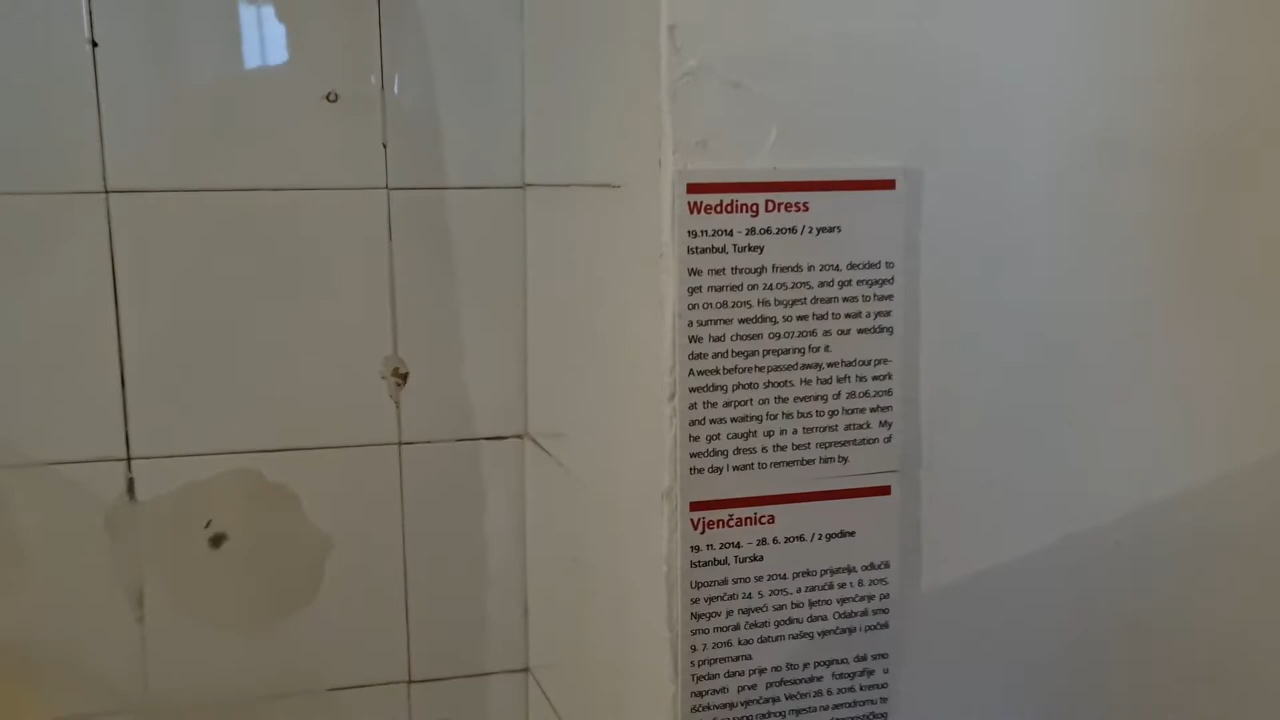 Wedding Dress
19.11.2014 – 28.06.2016 / 2 years
Istanbul, Turkey
We met through friends in 2014, decided to
get married on 24.05.2015, and got engaged
on 01.08.2015. His biggest dream was to have
a summer wedding, so we had to wait a year.
We had chosen 09.07.2016 as our wedding
date and began preparing for it.
A week before he passed away, we had our pre-
wedding photo shoots. He had left his work
at the airport on the evening of 28.06.2016
and was waiting for his bus to go home when
he got caught up in a terrorist attack. My
wedding dress is the best representation of
the day I want to remember him by.
Vjenčanica
19. 11. 2014. – 28. 6. 2016. / 2 godine
Istanbul, Turska
Upoznali smo se 2014. preko prijatelja, odlučili
se vjenčati 24. 5. 2015., a zaručili se 1. 8. 2015.
Njegov je najveći san bio ljetno vjenčanje pa
smo morali čekati godinu dana. Odabrali smo
9. 7. 2016. kao datum našeg vjenčanja i počeli
s pripremama.
Tjedan dana prije no što je poginuo, dali smo
napraviti prve profesionalne fotografije u
iščekivanju vjenčanja. Večeri 28. 6. 2016. krenuo
svog radnog mjesta na aerodromu te